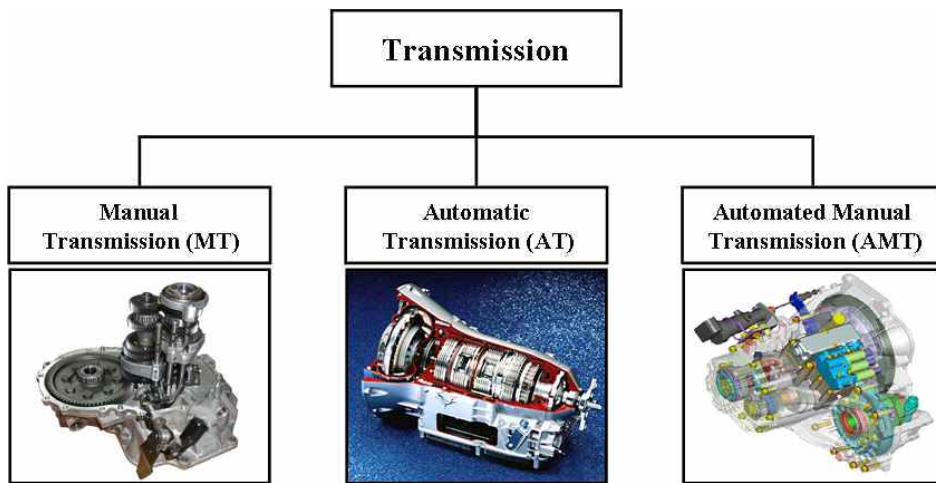 Transmission
Manual
Transmission (MT)
Automatic
Transmission (AT)
Automated Manual
Transmission (AMT)